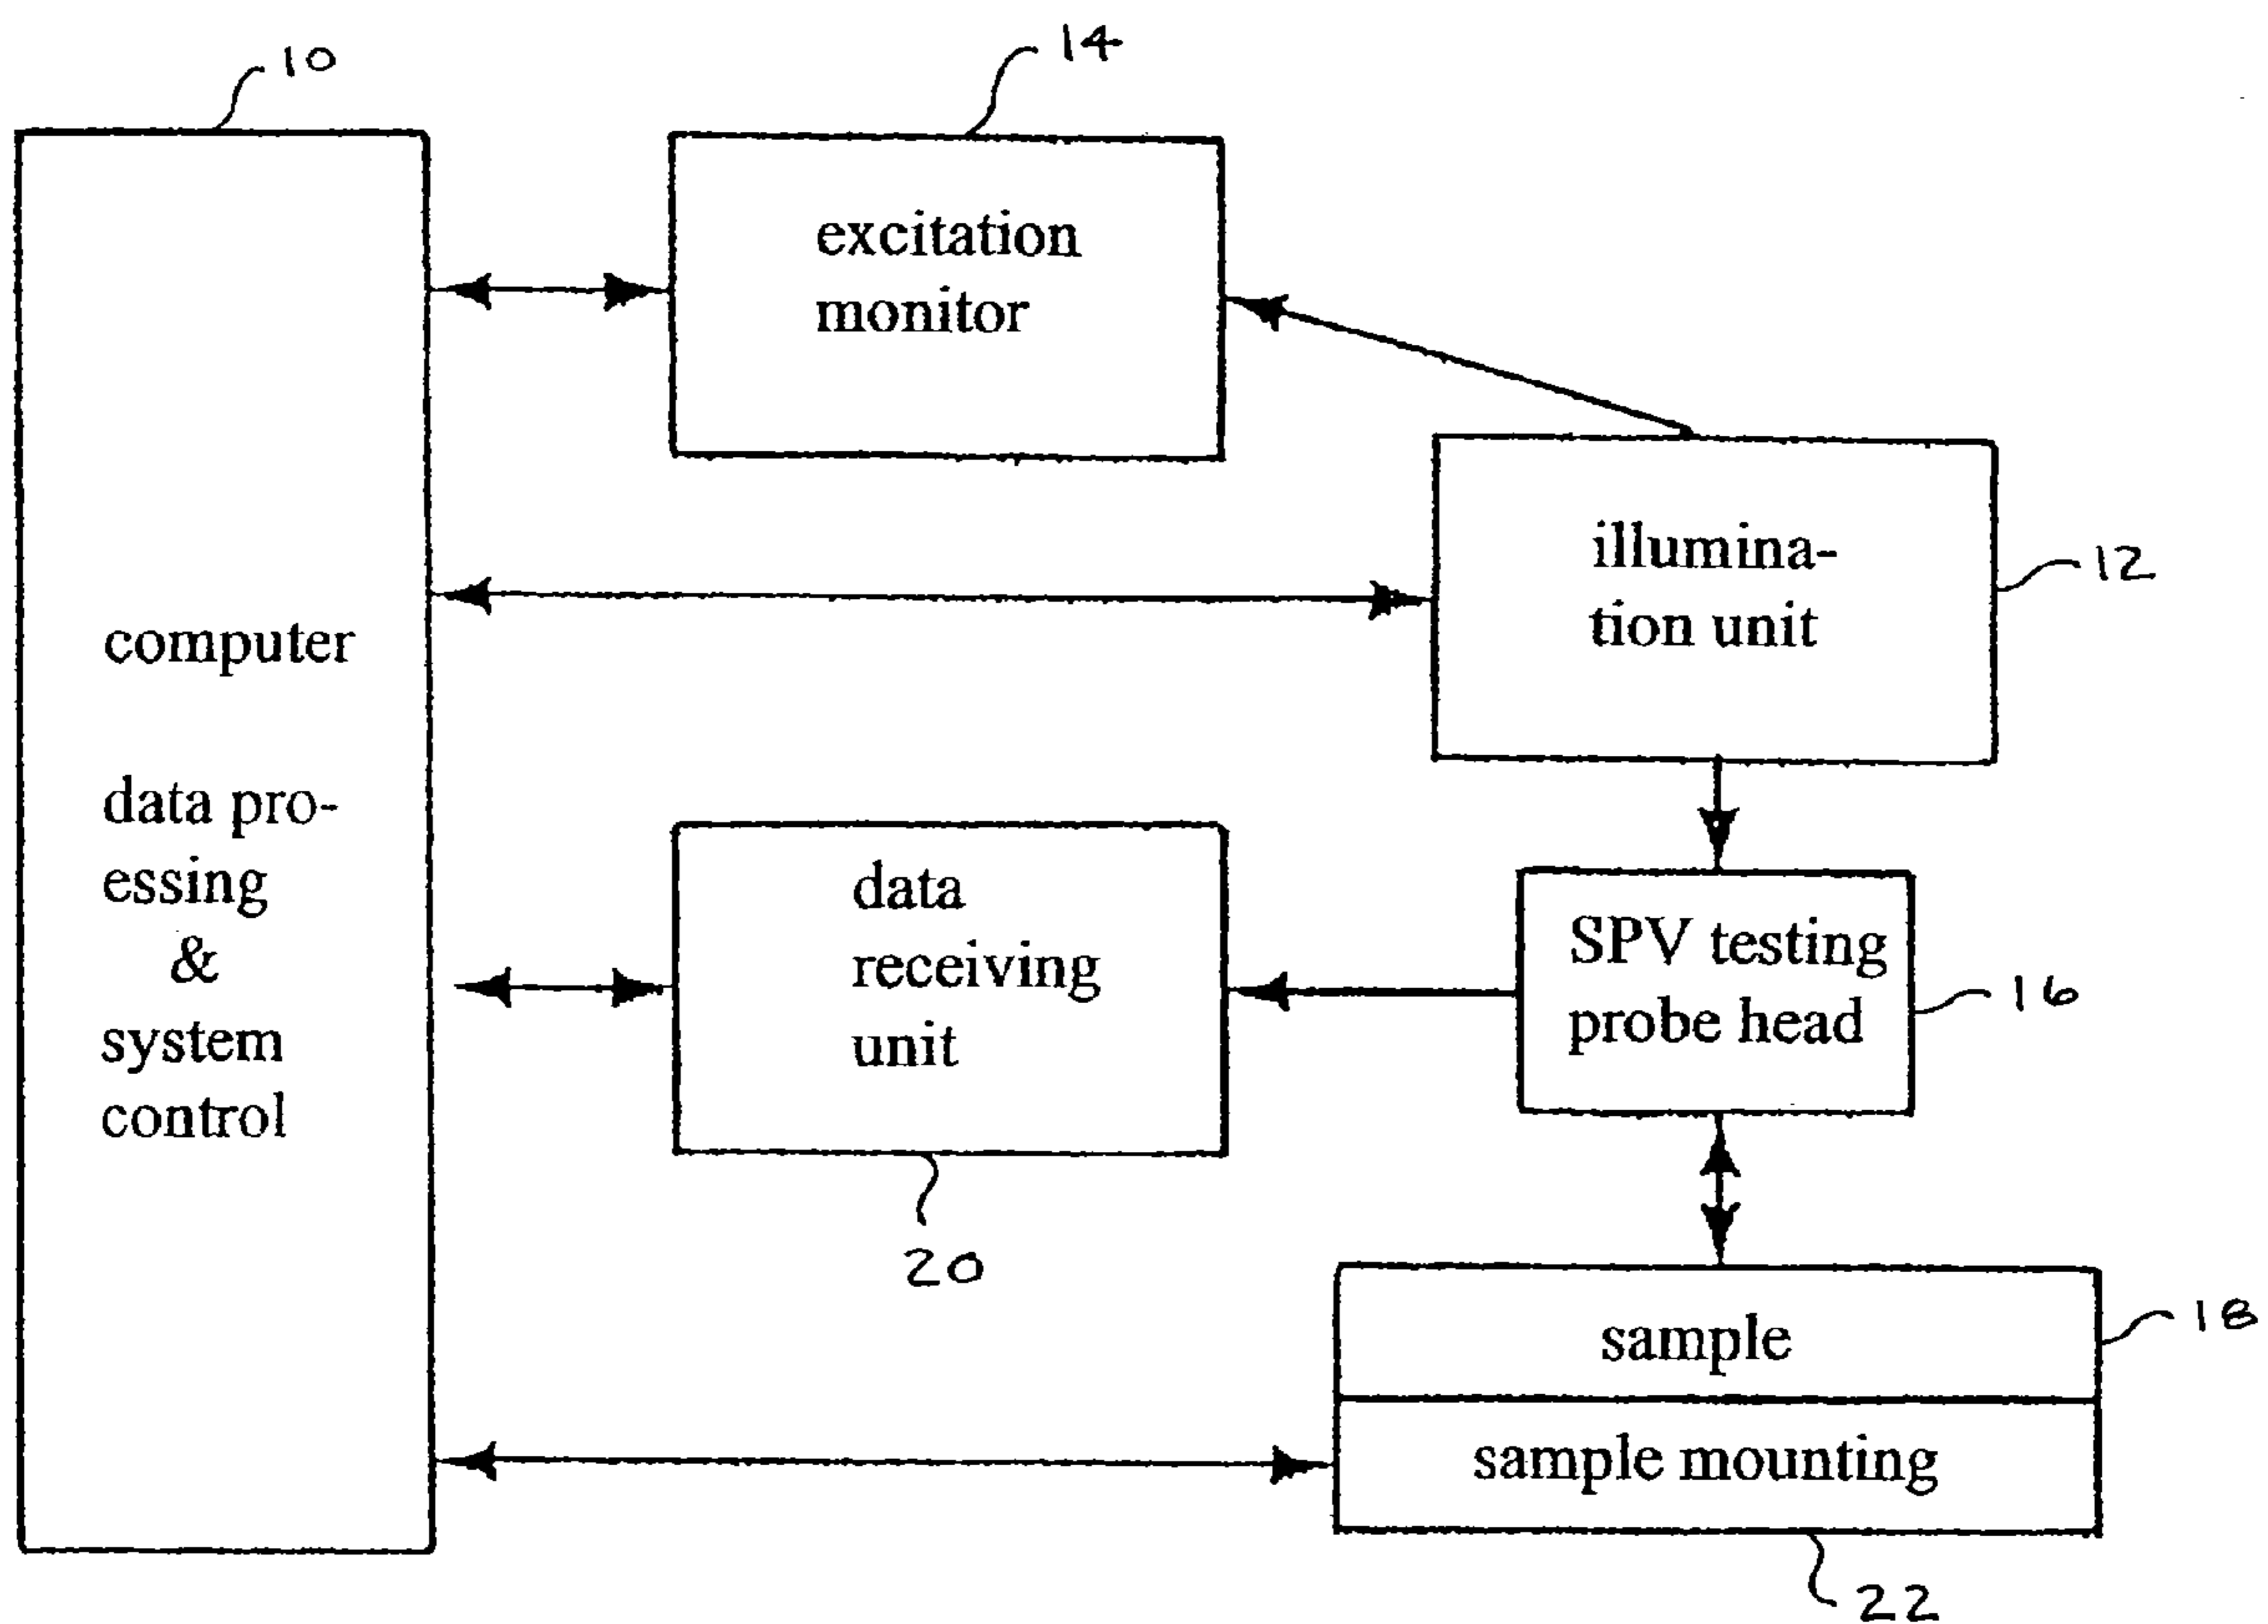 10
14
excitation
monitor
illumina-
tion unit
12
computer
data pro-
essing
&
system
control
data
receiving
unit
20
SPV testing
probe head
16
sample
18
sample mounting
22